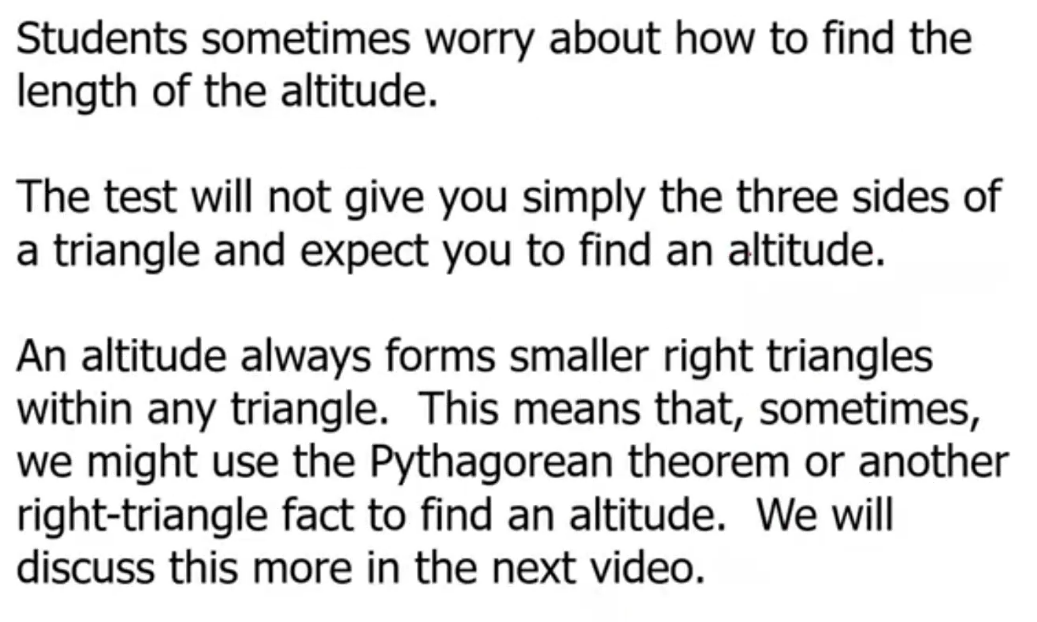 Students sometimes worry about how to find the
length of the altitude.
The test will not give you simply the three sides of
a triangle and expect you to find an altitude.
An altitude always forms smaller right triangles
within any triangle.  This means that, sometimes,
we might use the Pythagorean theorem or another
right-triangle fact to find an altitude.  We will
discuss this more in the next video.